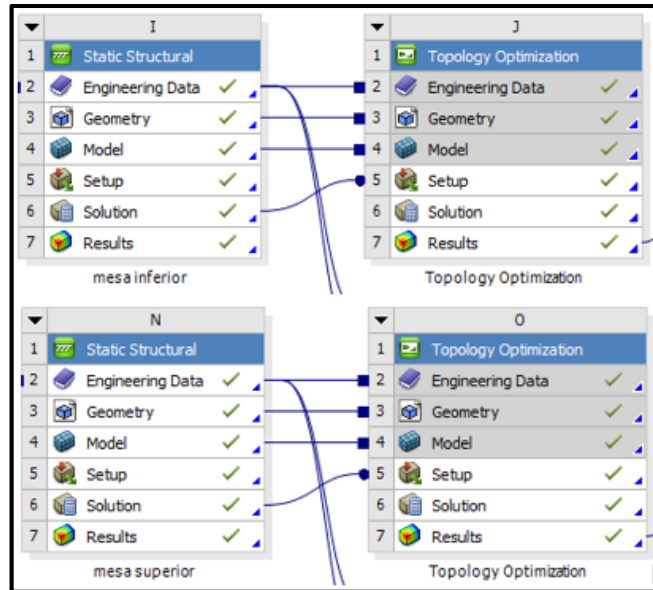 I
1 Static Structural
2 Engineering Data
3 Geometry
4 Model
5 Setup
6 Solution
7 Results
mesa inferior
J
1 Topology Optimization
2 Engineering Data
3 Geometry
4 Model
5 Setup
6 Solution
7 Results
Topology Optimization
N
1 Static Structural
2 Engineering Data
3 Geometry
4 Model
5 Setup
6 Solution
7 Results
mesa superior
O
1 Topology Optimization
2 Engineering Data
3 Geometry
4 Model
5 Setup
6 Solution
7 Results
Topology Optimization